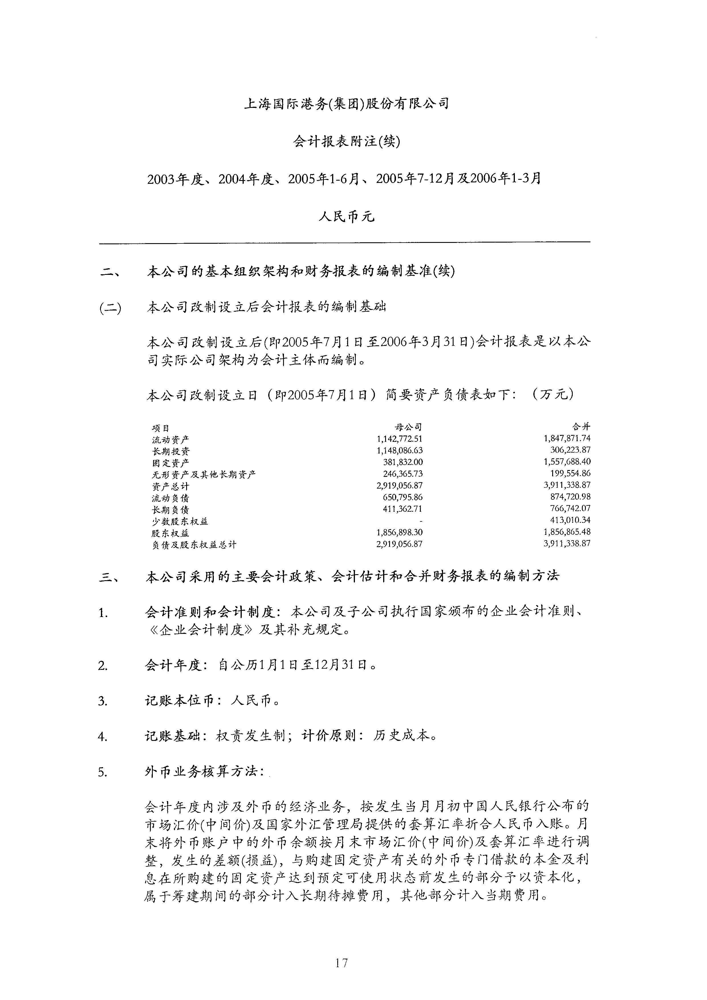 上海国际港务(集团)股份有限公司
会计报表附注(续)
2003年度、2004年度、2005年1-6月、2005年7-12月及2006年1-3月
人民币元
二、 本公司的基本组织架构和财务报表的编制基准(续)
(二) 本公司改制设立后会计报表的编制基础
本公司改制设立后(即2005年7月1日至2006年3月31日)会计报表是以本公
司实际公司架构为会计主体而编制。
本公司改制设立日（即2005年7月1日）简要资产负债表如下：（万元）
项目 母公司 合并
流动资产 1,142,772.51 1,847,871.74
长期投资 1,148,086.63 306,223.87
固定资产 381,832.00 1,557,688.40
无形资产及其他长期资产 246,365.73 199,554.86
资产总计 2,919,056.87 3,911,338.87
流动负债 650,795.86 874,720.98
长期负债 411,362.71 766,742.07
少数股东权益 - 413,010.34
股东权益 1,856,898.30 1,856,865.48
负债及股东权益总计 2,919,056.87 3,911,338.87
三、 本公司采用的主要会计政策、会计估计和合并财务报表的编制方法
1. 会计准则和会计制度：本公司及子公司执行国家颁布的企业会计准则、
《企业会计制度》及其补充规定。
2. 会计年度：自公历1月1日至12月31日。
3. 记账本位币：人民币。
4. 记账基础：权责发生制；计价原则：历史成本。
5. 外币业务核算方法：
会计年度内涉及外币的经济业务，按发生当月月初中国人民银行公布的
市场汇价(中间价)及国家外汇管理局提供的套算汇率折合人民币入账。月
末将外币账户中的外币余额按月末市场汇价(中间价)及套算汇率进行调
整，发生的差额(损益)，与购建固定资产有关的外币专门借款的本金及利
息在所购建的固定资产达到预定可使用状态前发生的部分予以资本化，
属于筹建期间的部分计入长期待摊费用，其他部分计入当期费用。
17